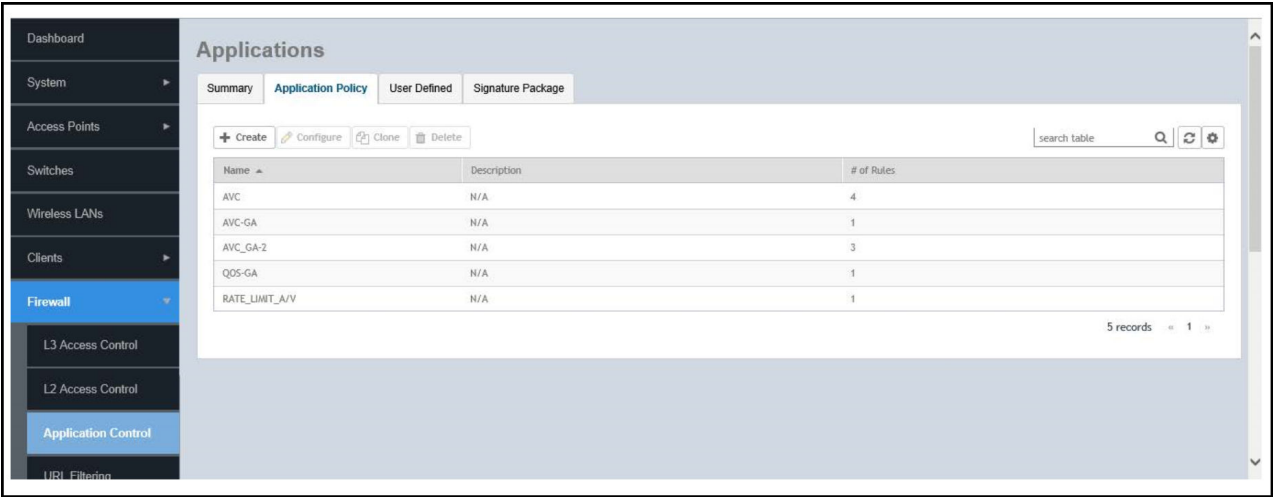 Dashboard
System
Access Points
Switches
Wireless LANs
Clients
Firewall
L3 Access Control
L2 Access Control
Application Control
URL Filtering
Applications
Summary Application Policy User Defined Signature Package
Create Configure Clone Delete search table
Name Description # of Rules
AVC N/A 4
AVC-GA N/A 1
AVC_GA-2 N/A 3
QOS-GA N/A 1
RATE_LIMIT_A/V N/A 1
5 records « 1 »